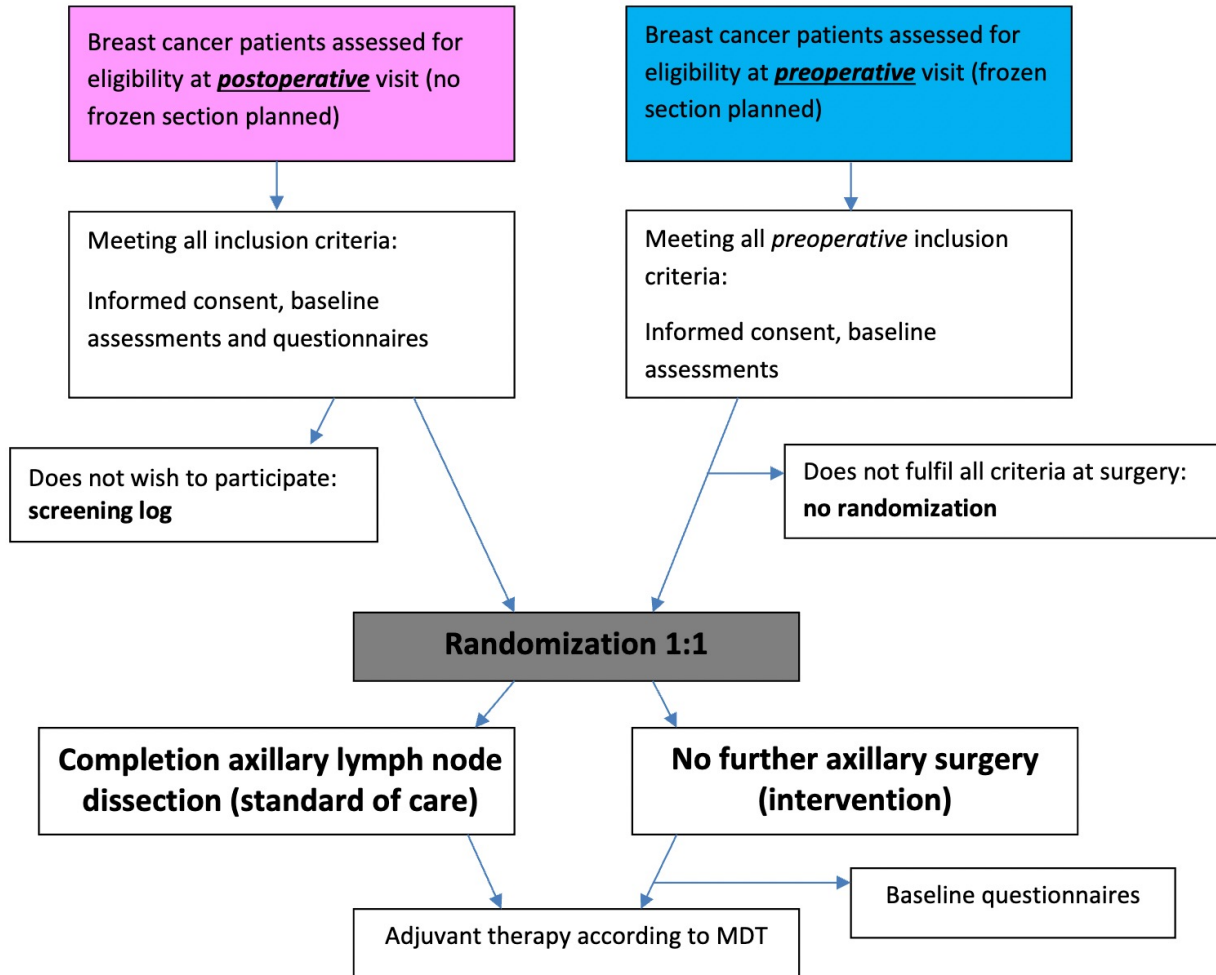 Breast cancer patients assessed for
eligibility at postoperative visit (no
frozen section planned)
Breast cancer patients assessed for
eligibility at preoperative visit (frozen
section planned)
Meeting all inclusion criteria:
Informed consent, baseline
assessments and questionnaires
Meeting all preoperative inclusion
criteria:
Informed consent, baseline
assessments
Does not wish to participate:
screening log
Does not fulfil all criteria at surgery:
no randomization
Randomization 1:1
Completion axillary lymph node
dissection (standard of care)
No further axillary surgery
(intervention)
Baseline questionnaires
Adjuvant therapy according to MDT